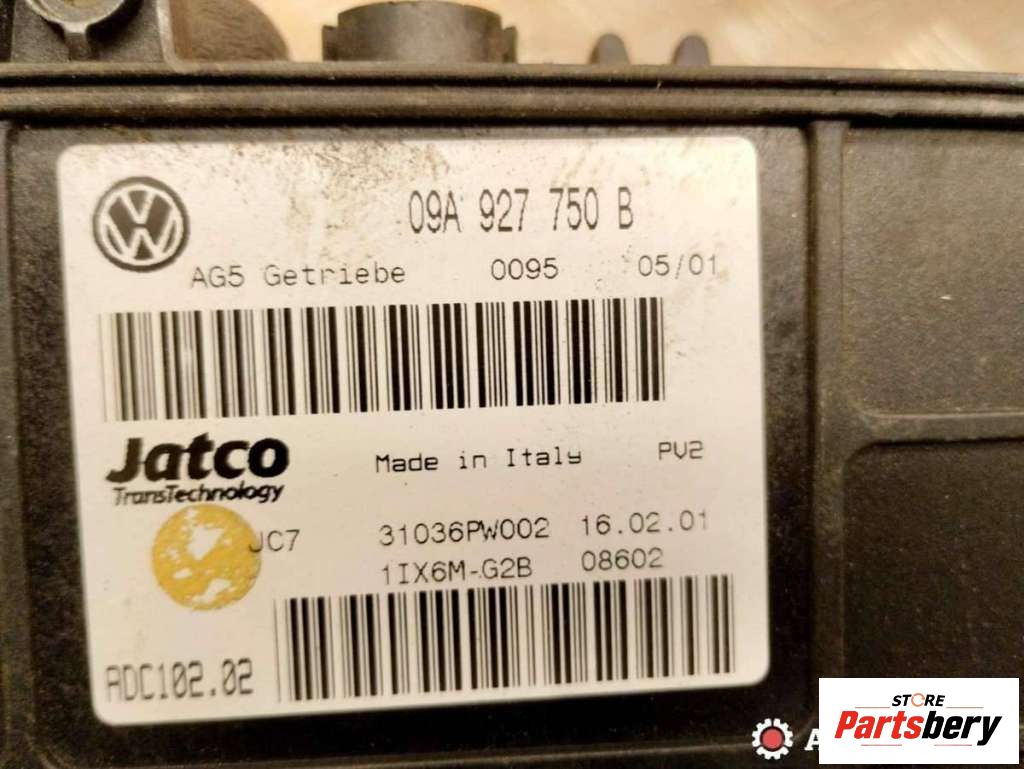 09A 927 750 B
AG5 Getriebe 0095 05/01
Jatco Made in Italy PV2
TransTechnology
JC7 31036PW002 16.02.01
1IX6M-G2B 08602
ADC102.02
STORE
Partsbery